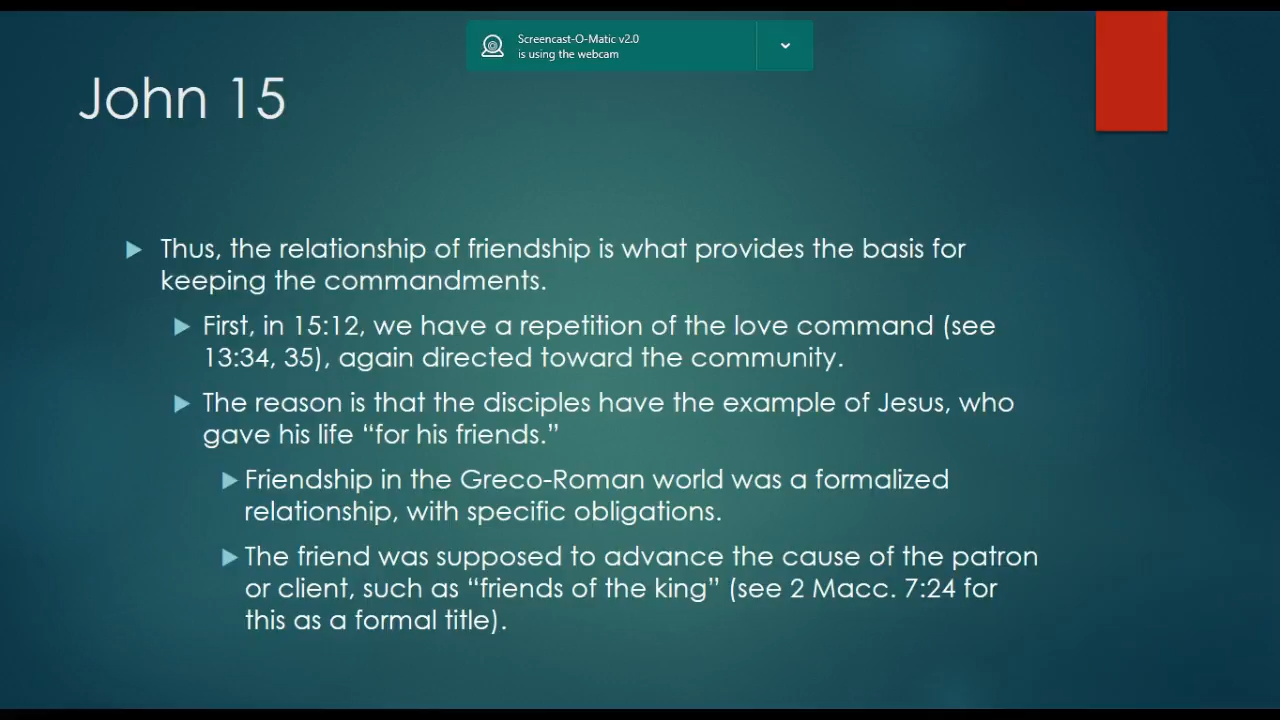 Screencast-O-Matic v2.0
is using the webcam
John 15
Thus, the relationship of friendship is what provides the basis for
keeping the commandments.
First, in 15:12, we have a repetition of the love command (see
13:34, 35), again directed toward the community.
The reason is that the disciples have the example of Jesus, who
gave his life “for his friends.”
Friendship in the Greco-Roman world was a formalized
relationship, with specific obligations.
The friend was supposed to advance the cause of the patron
or client, such as “friends of the king” (see 2 Macc. 7:24 for
this as a formal title).